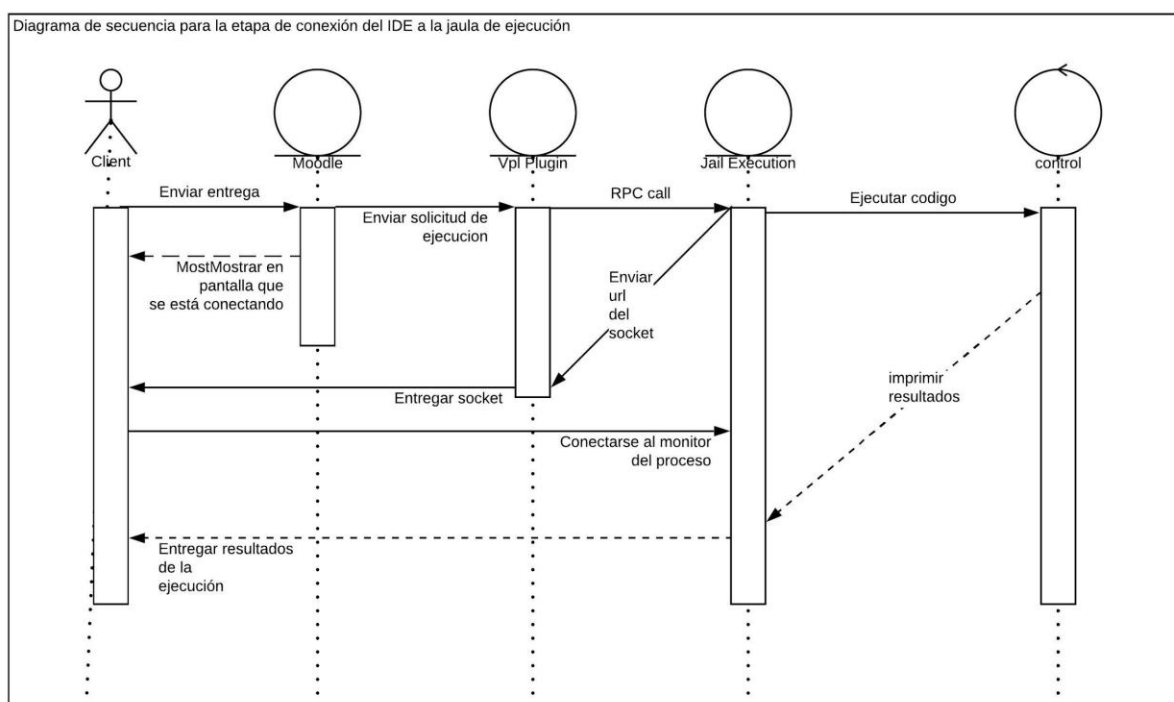 Diagrama de secuencia para la etapa de conexión del IDE a la jaula de ejecución
Client
Moodle
Vpl Plugin
Jail Execution
control
Enviar entrega
Enviar solicitud de
ejecucion
RPC call
Ejecutar codigo
MostMostrar en
pantalla que
se está conectando
Enviar
url
del
socket
Entregar socket
imprimir
resultados
Conectarse al monitor
del proceso
Entregar resultados
de la
ejecución